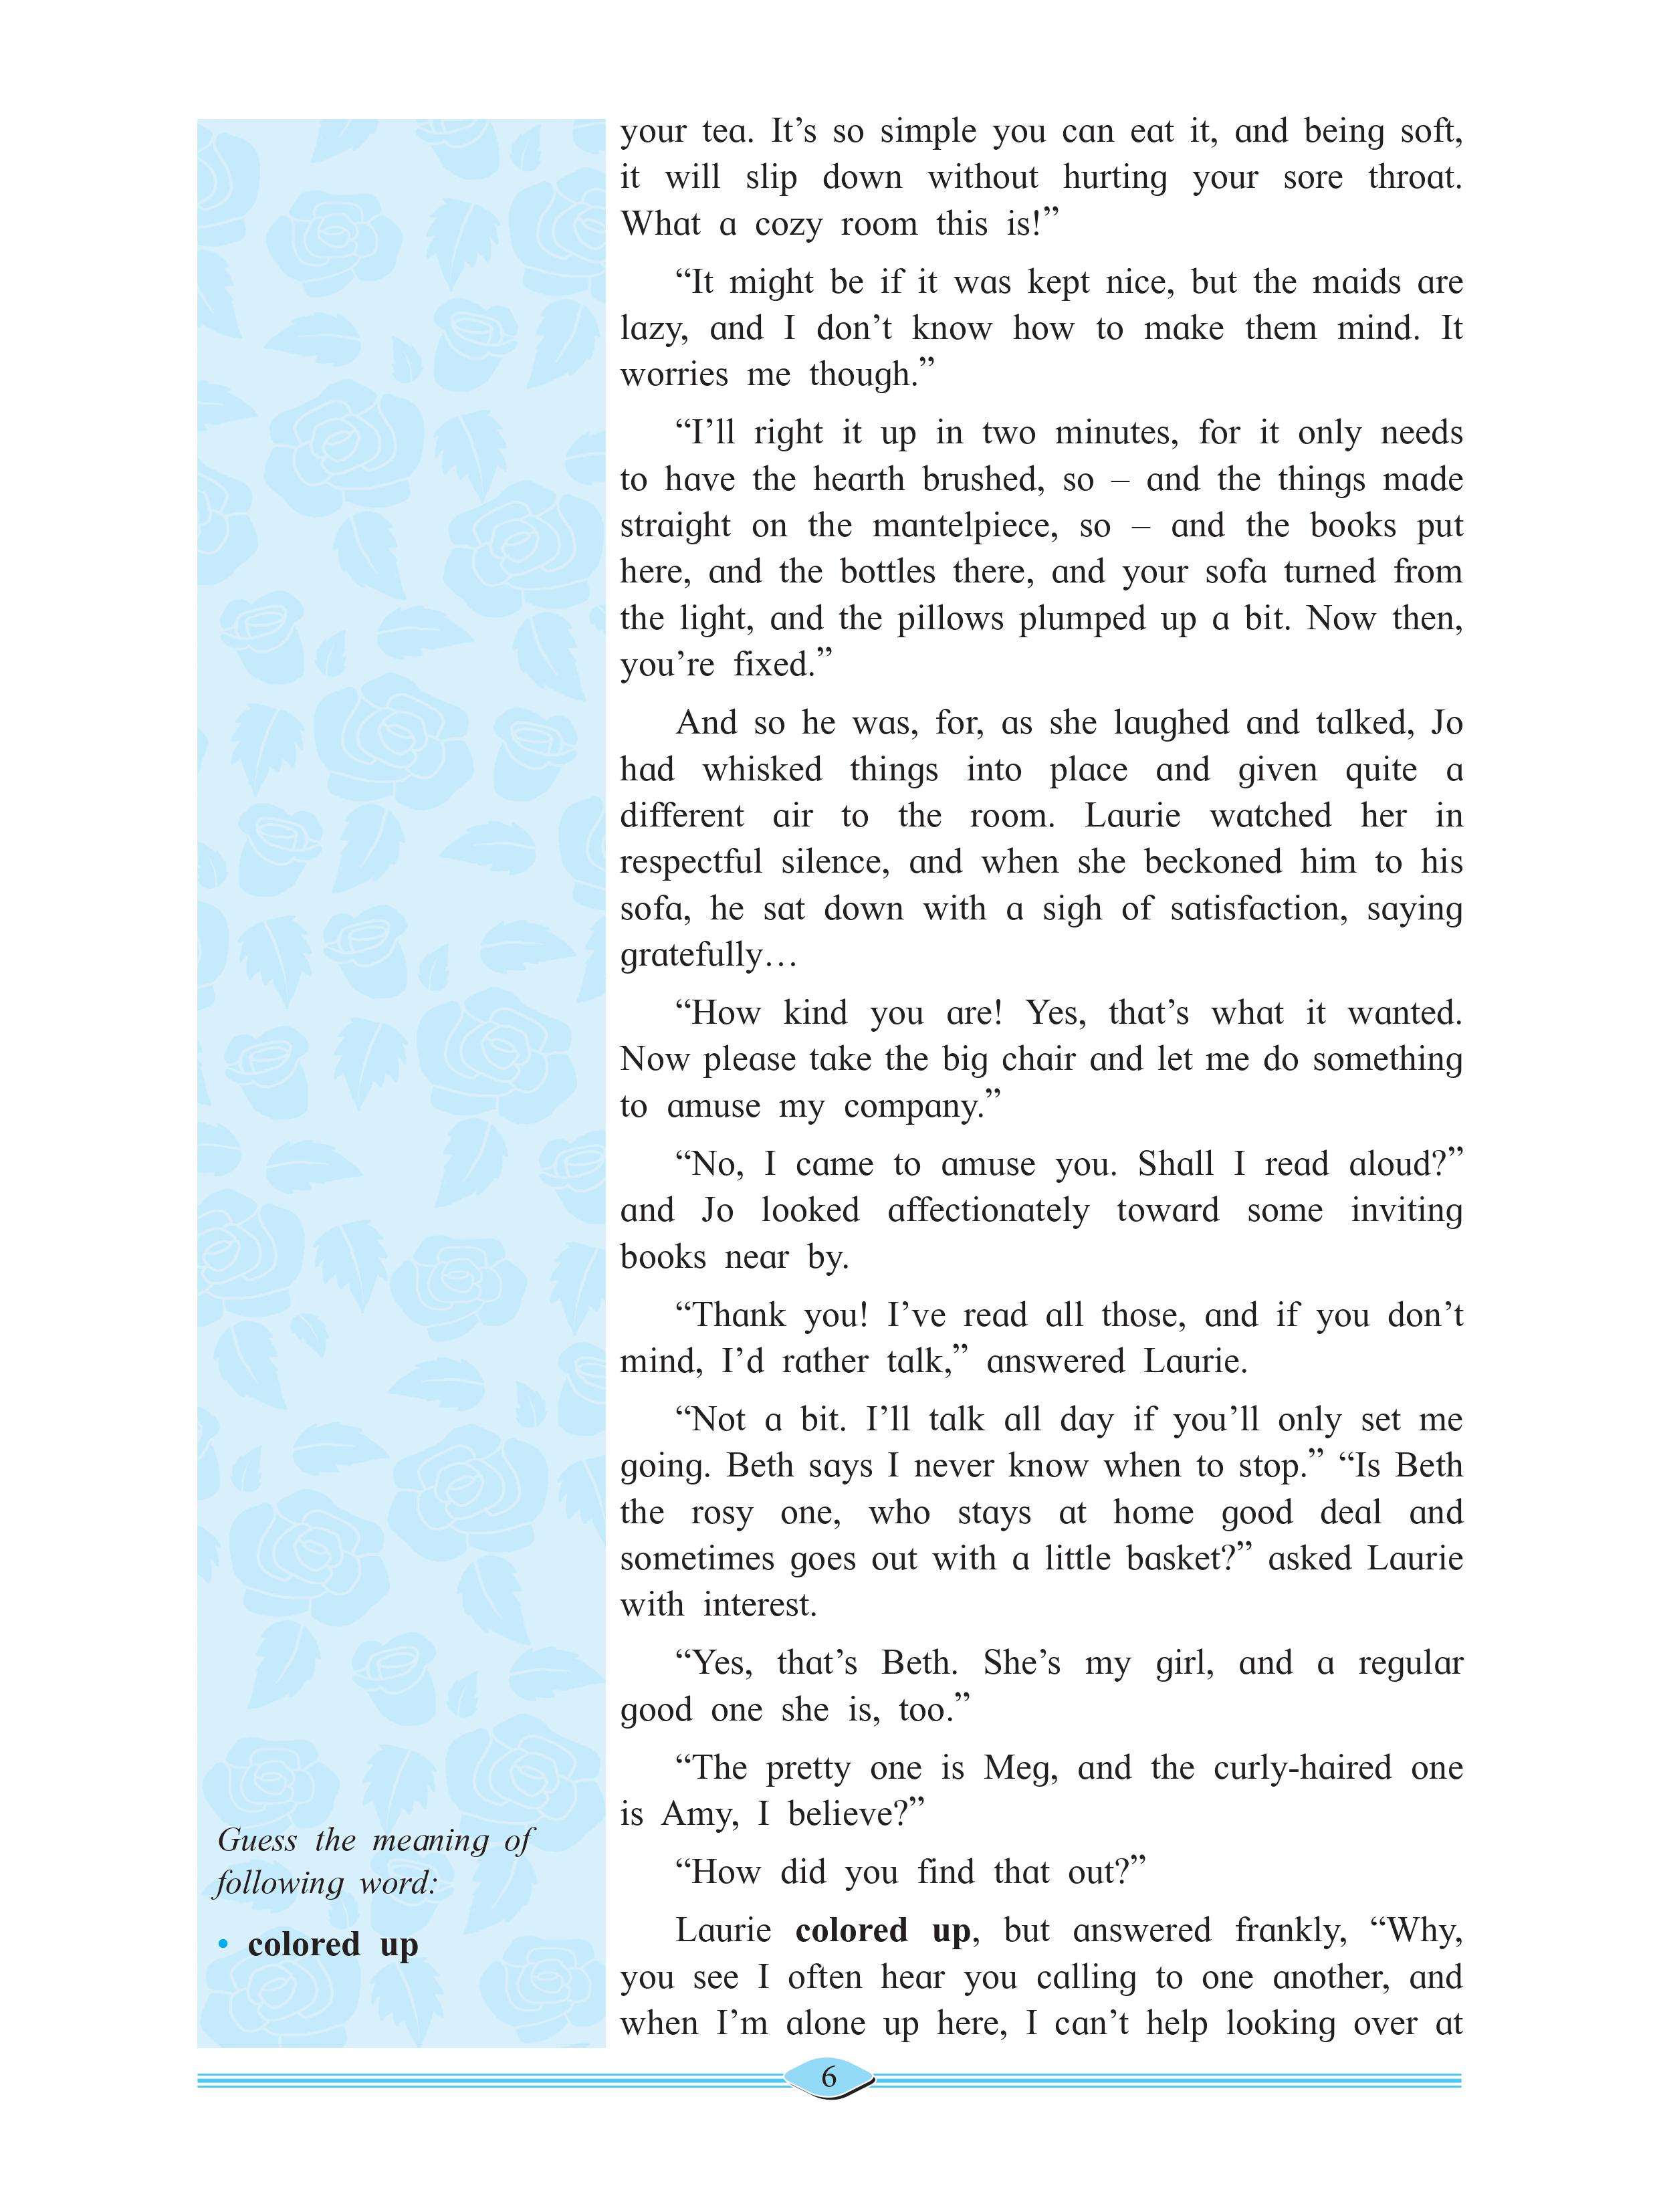 your tea. It’s so simple you can eat it, and being soft,
it will slip down without hurting your sore throat.
What a cozy room this is!”
“It might be if it was kept nice, but the maids are
lazy, and I don’t know how to make them mind. It
worries me though.”
“I’ll right it up in two minutes, for it only needs
to have the hearth brushed, so – and the things made
straight on the mantelpiece, so – and the books put
here, and the bottles there, and your sofa turned from
the light, and the pillows plumped up a bit. Now then,
you’re fixed.”
And so he was, for, as she laughed and talked, Jo
had whisked things into place and given quite a
different air to the room. Laurie watched her in
respectful silence, and when she beckoned him to his
sofa, he sat down with a sigh of satisfaction, saying
gratefully…
“How kind you are! Yes, that’s what it wanted.
Now please take the big chair and let me do something
to amuse my company.”
“No, I came to amuse you. Shall I read aloud?”
and Jo looked affectionately toward some inviting
books near by.
“Thank you! I’ve read all those, and if you don’t
mind, I’d rather talk,” answered Laurie.
“Not a bit. I’ll talk all day if you’ll only set me
going. Beth says I never know when to stop.” “Is Beth
the rosy one, who stays at home good deal and
sometimes goes out with a little basket?” asked Laurie
with interest.
“Yes, that’s Beth. She’s my girl, and a regular
good one she is, too.”
“The pretty one is Meg, and the curly-haired one
is Amy, I believe?”
“How did you find that out?”
Laurie colored up, but answered frankly, “Why,
you see I often hear you calling to one another, and
when I’m alone up here, I can’t help looking over at
Guess the meaning of
following word:
• colored up
6